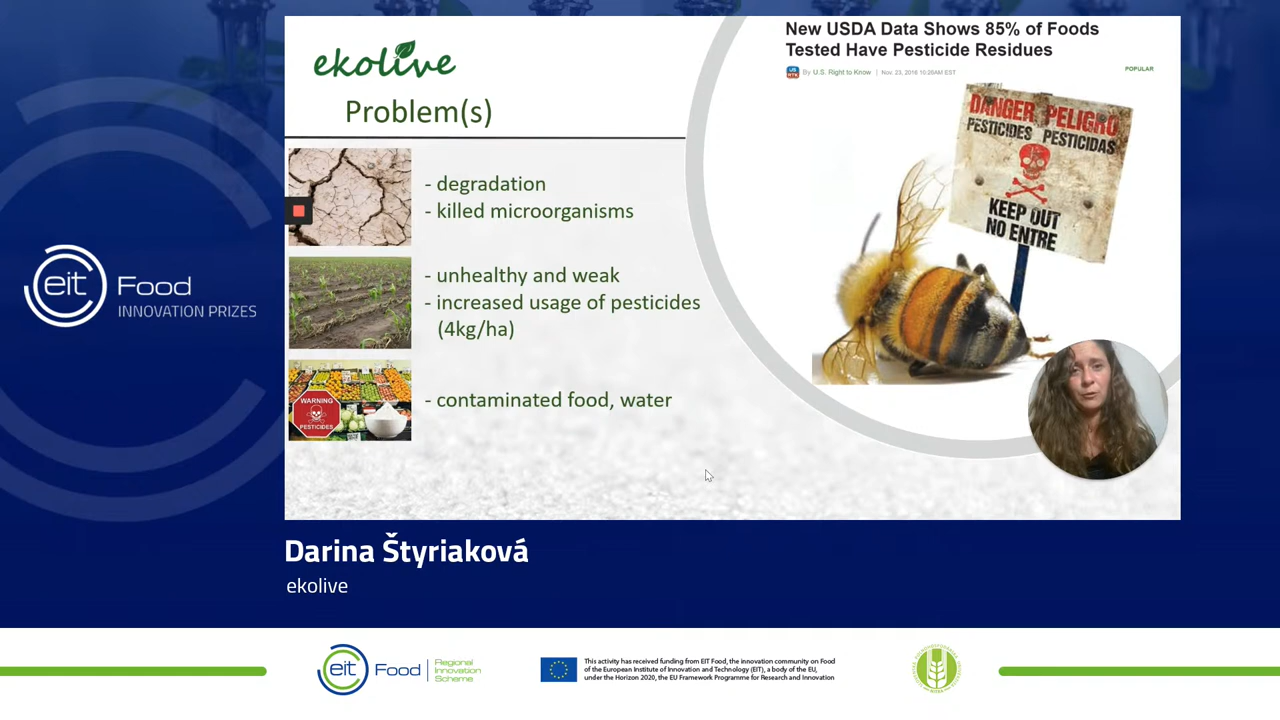 ekolive
Problem(s)
- degradation
- killed microorganisms
- unhealthy and weak
- increased usage of pesticides
(4kg/ha)
WARNING
PESTICIDES
- contaminated food, water
New USDA Data Shows 85% of Foods
Tested Have Pesticide Residues
By U.S. Right to Know | Nov. 23, 2016 10:26AM EST
POPULAR
DANGER PELIGRO
PESTICIDES PESTICIDAS
KEEP OUT
NO ENTRE
eit Food
INNOVATION PRIZES
Darina Štyriaková
ekolive
eit Food
Regional
Innovation
Scheme
This activity has received funding from EIT Food, the innovation community on Food
of the European Institute of Innovation and Technology (EIT), a body of the EU,
under the Horizon 2020, the EU Framework Programme for Research and Innovation